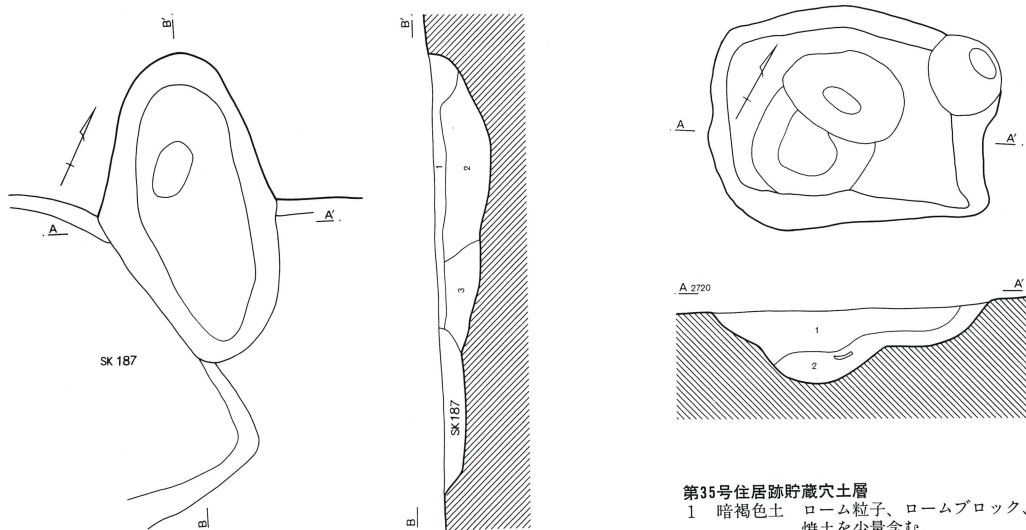 B'
B'
A
A'
A
A'
1
2
3
SK 187
SK187
B
B
A 2720
A'
1
2
第35号住居跡貯蔵穴土層
1 暗褐色土 ローム粒子、ロームブロック、
焼土を少量含む